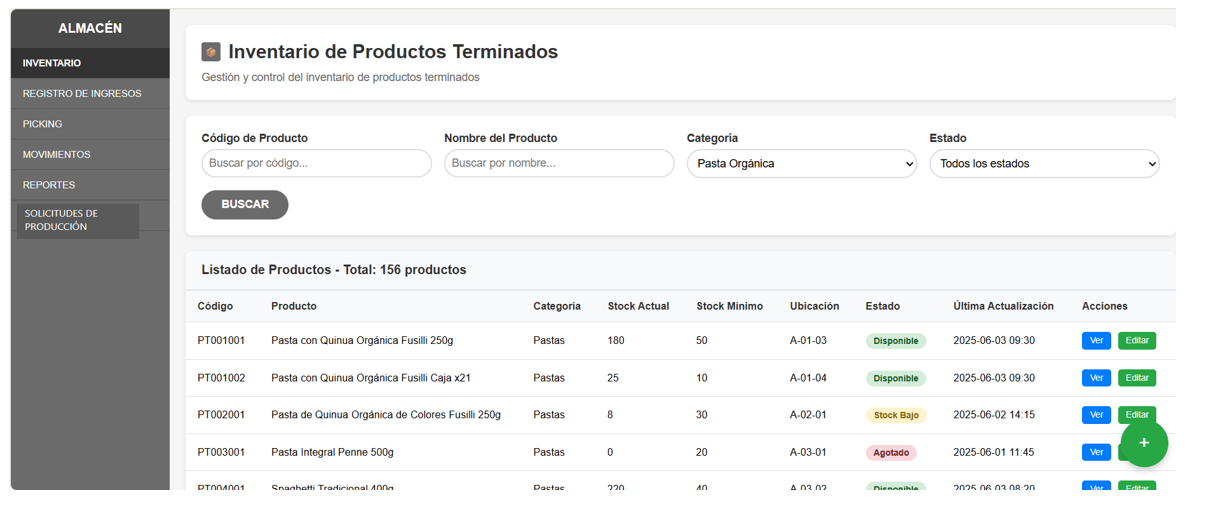 ALMACÉN
INVENTARIO
REGISTRO DE INGRESOS
PICKING
MOVIMIENTOS
REPORTES
SOLICITUDES DE
PRODUCCIÓN
Inventario de Productos Terminados
Gestión y control del inventario de productos terminados
Código de Producto Nombre del Producto Categoría Estado
Buscar por código... Buscar por nombre... Pasta Orgánica Todos los estados
BUSCAR
Listado de Productos - Total: 156 productos
Código Producto Categoría Stock Actual Stock Mínimo Ubicación Estado Última Actualización Acciones
PT001001 Pasta con Quinua Orgánica Fusilli 250g Pastas 180 50 A-01-03 Disponible 2025-06-03 09:30 Ver Editar
PT001002 Pasta con Quinua Orgánica Fusilli Caja x21 Pastas 25 10 A-01-04 Disponible 2025-06-03 09:30 Ver Editar
PT002001 Pasta de Quinua Orgánica de Colores Fusilli 250g Pastas 8 30 A-02-01 Stock Bajo 2025-06-02 14:15 Ver Editar
PT003001 Pasta Integral Penne 500g Pastas 0 20 A-03-01 Agotado 2025-06-01 11:45 Ver +
PT004001 Spaghetti Tradicional 400g Pastas 220 40 A-03-02 Disponible 2025-06-03 08:20 Ver Editar